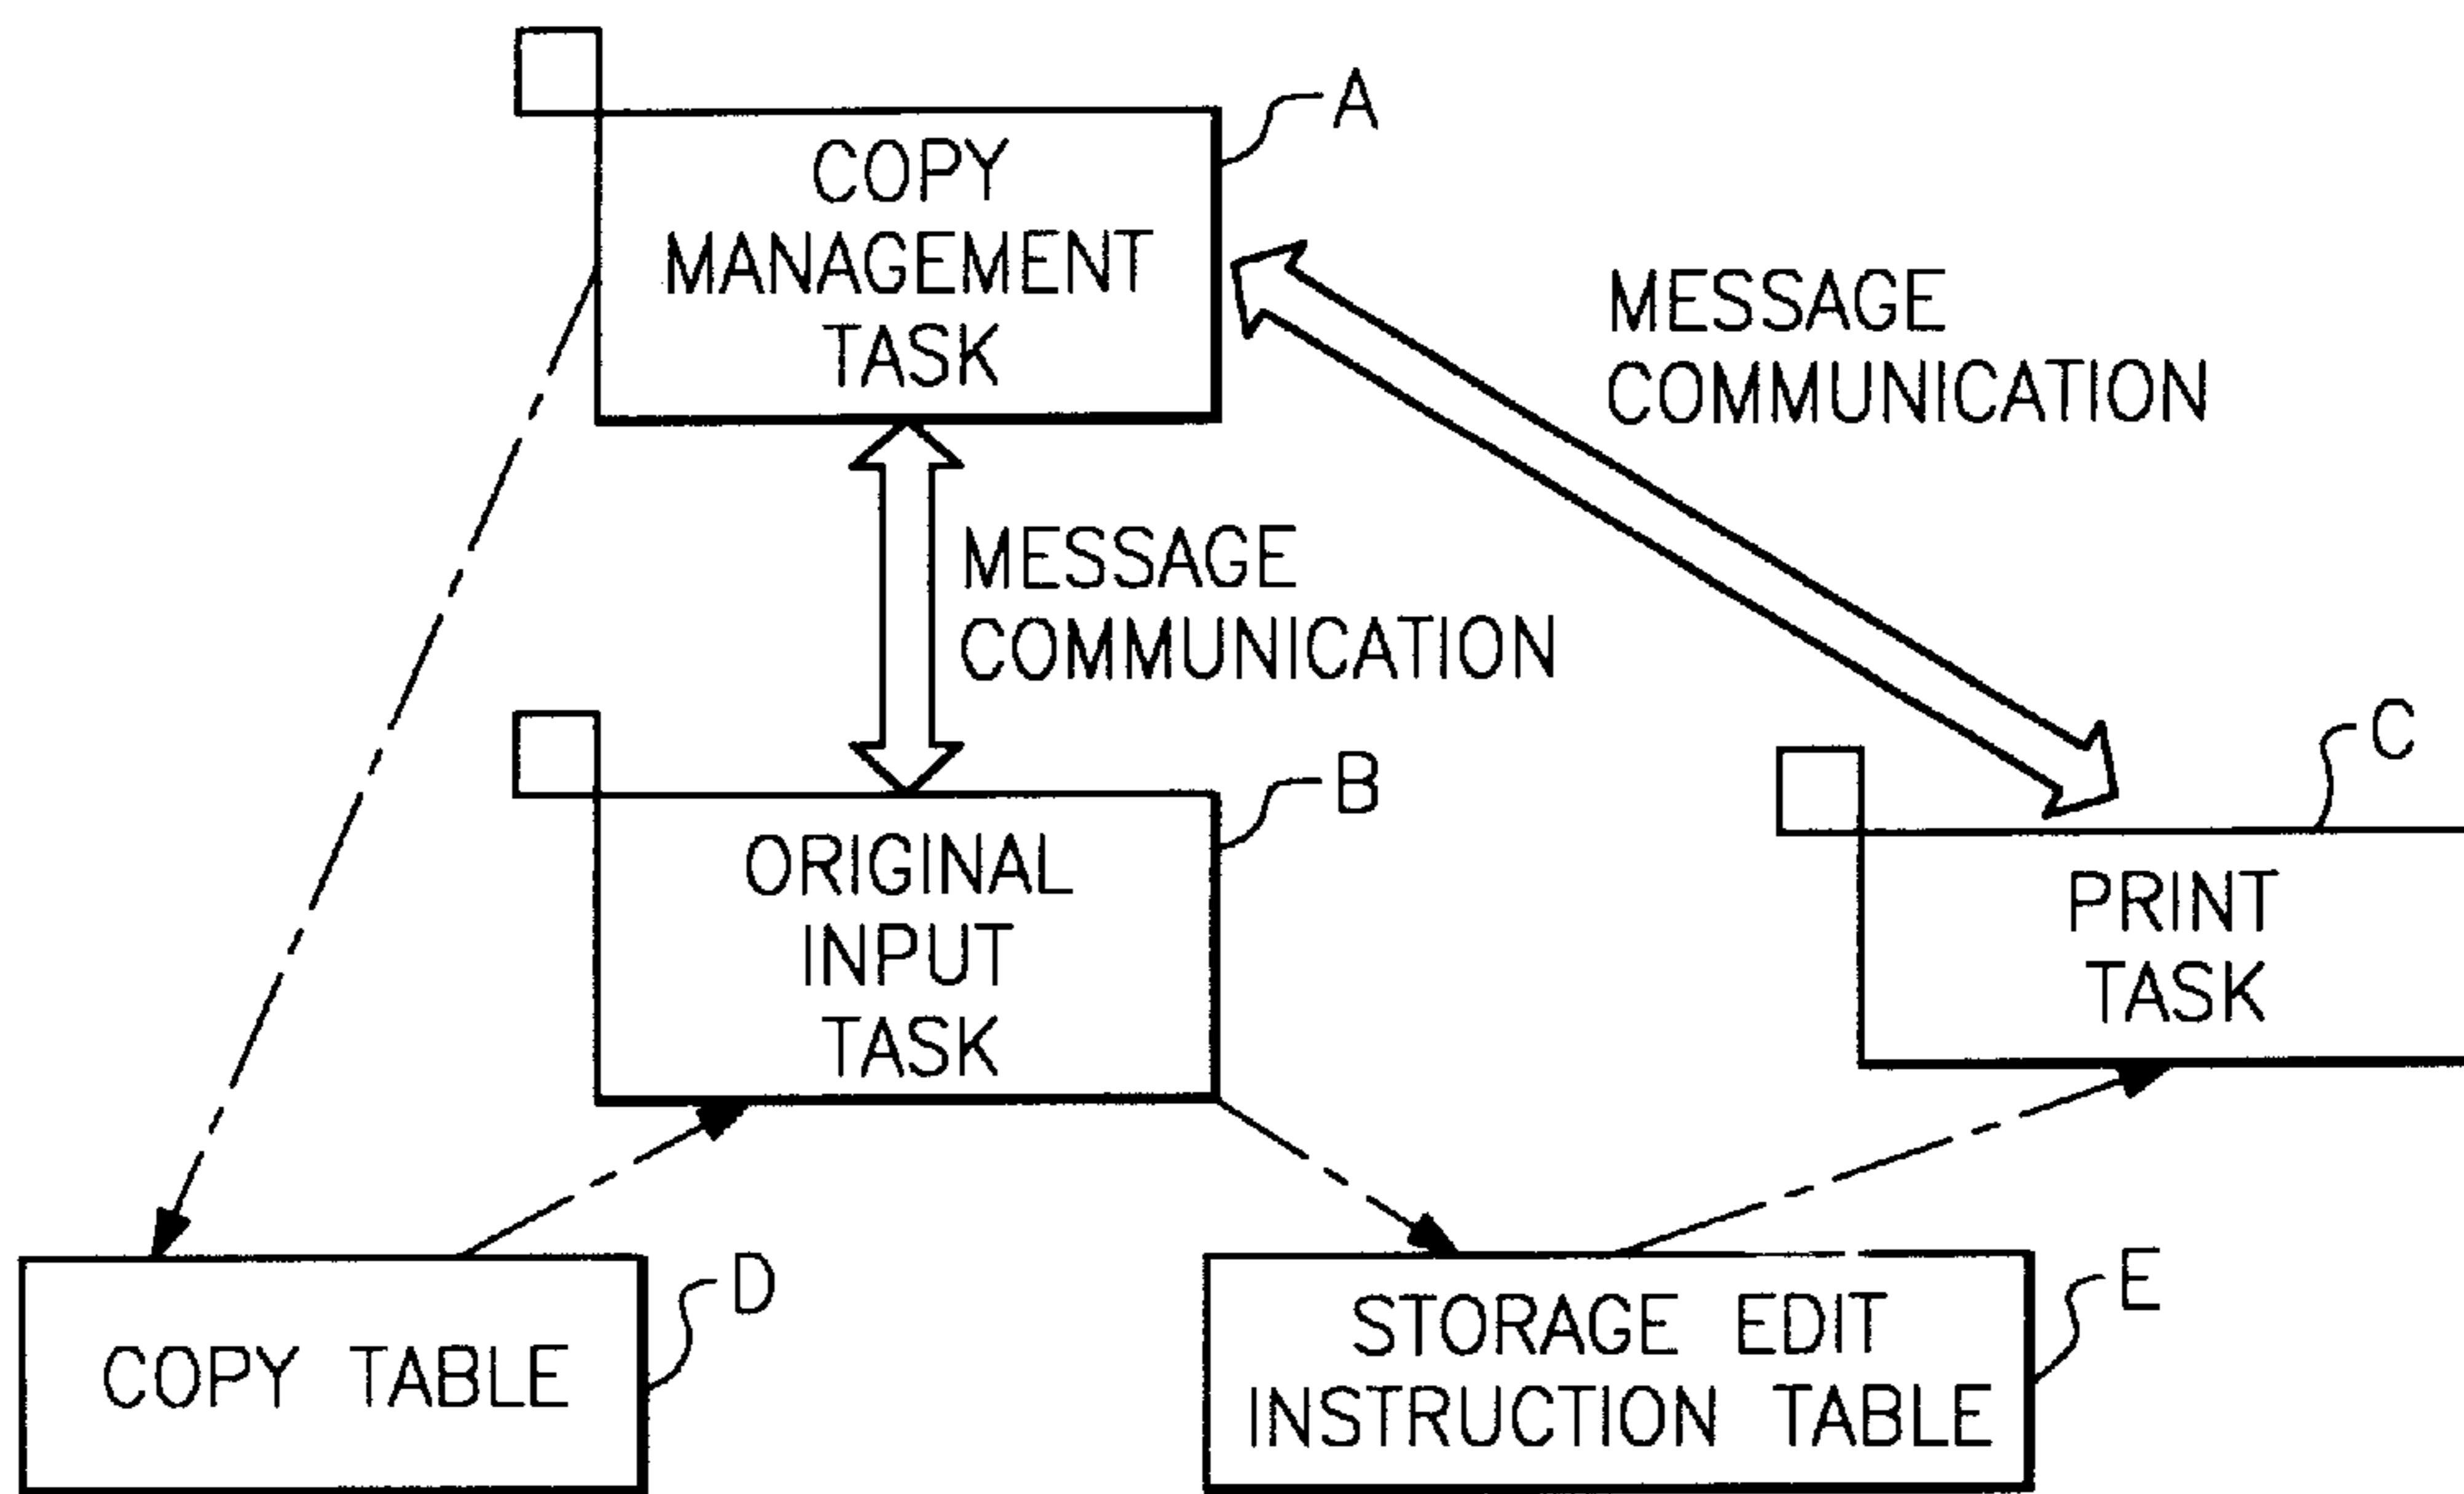 A
COPY
MANAGEMENT
TASK
MESSAGE
COMMUNICATION
MESSAGE
COMMUNICATION
B
ORIGINAL
INPUT
TASK
C
PRINT
TASK
D
COPY TABLE
E
STORAGE EDIT
INSTRUCTION TABLE